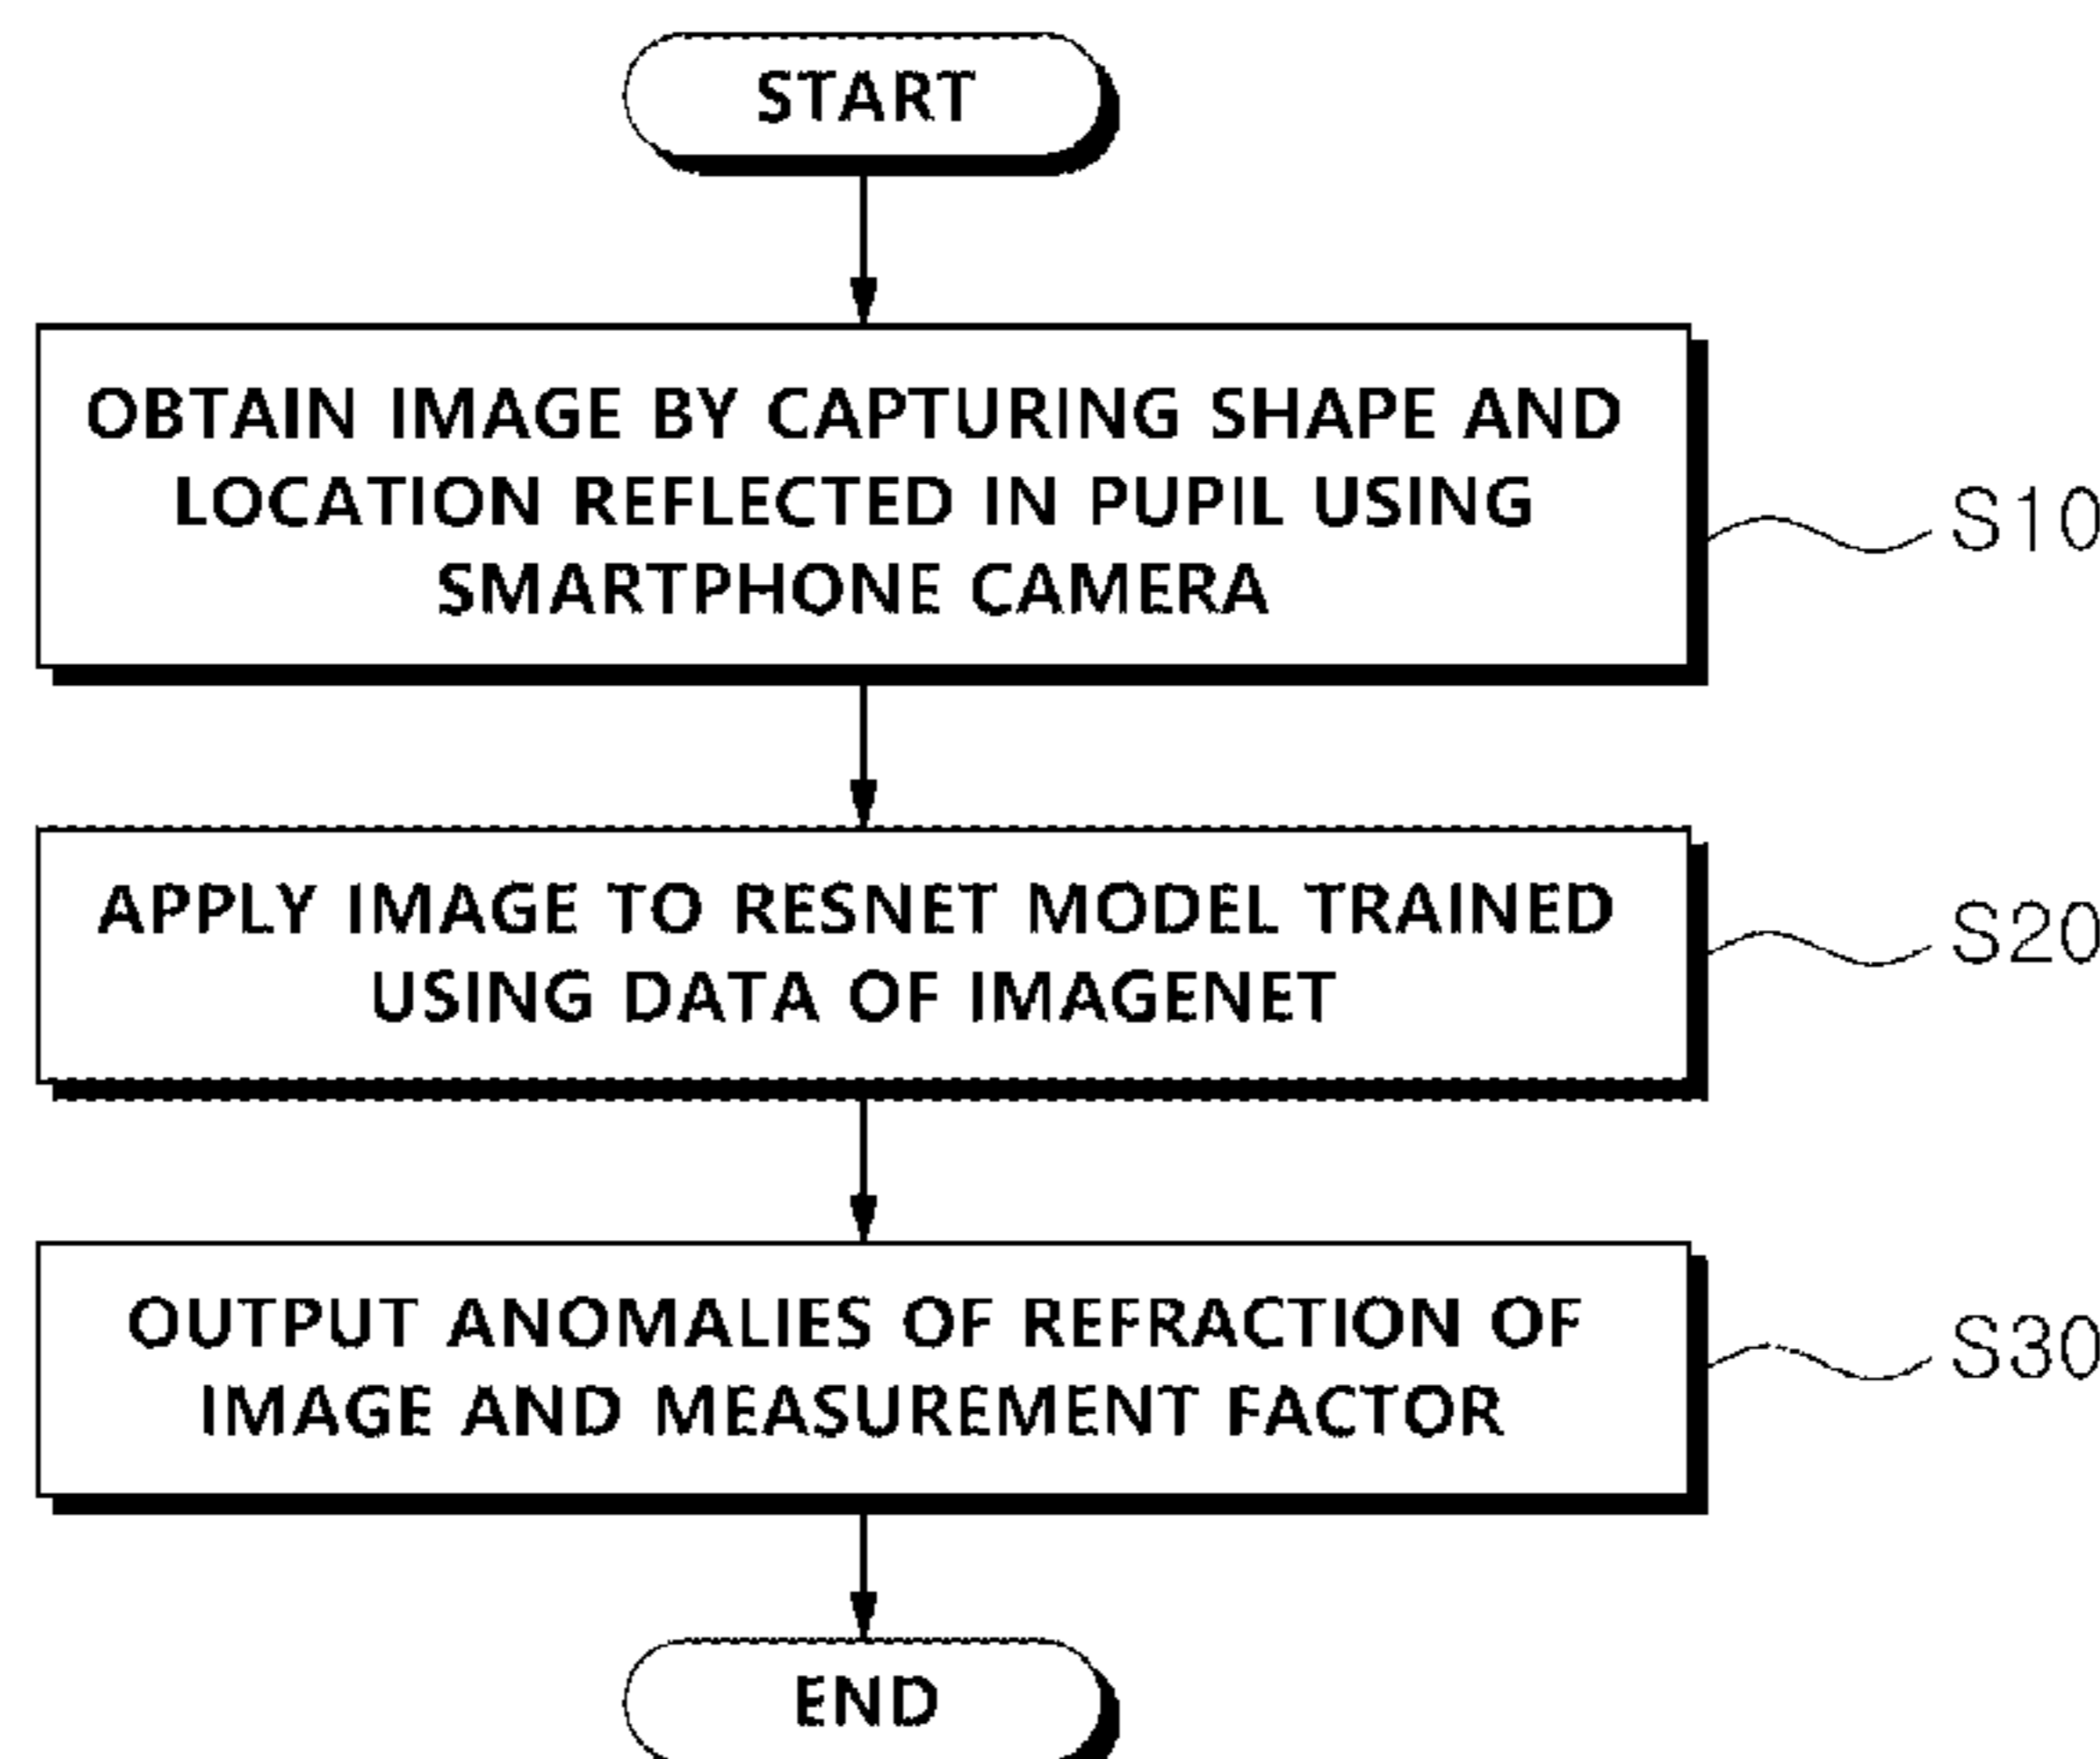 START
OBTAIN IMAGE BY CAPTURING SHAPE AND
LOCATION REFLECTED IN PUPIL USING
SMARTPHONE CAMERA
S10
APPLY IMAGE TO RESNET MODEL TRAINED
USING DATA OF IMAGENET
S20
OUTPUT ANOMALIES OF REFRACTION OF
IMAGE AND MEASUREMENT FACTOR
S30
END